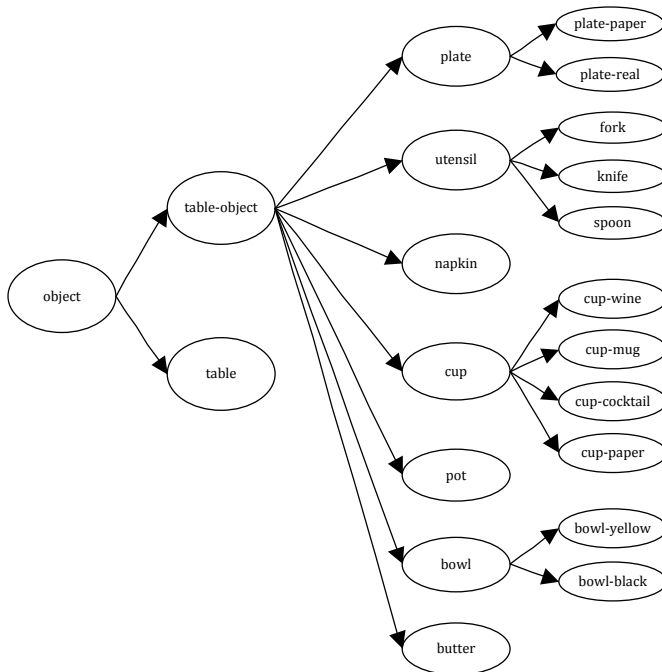 object
table-object
table
plate
utensil
napkin
cup
pot
bowl
butter
plate-paper
plate-real
fork
knife
spoon
cup-wine
cup-mug
cup-cocktail
cup-paper
bowl-yellow
bowl-black